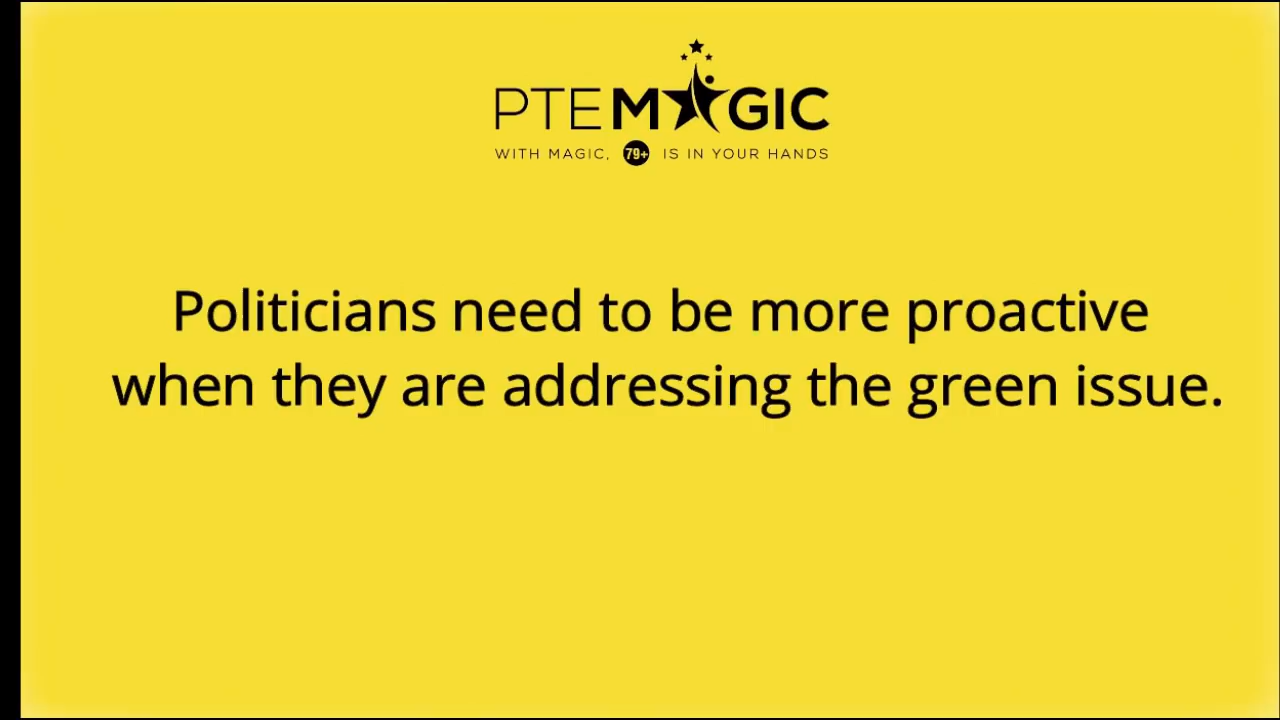 PTEMAGIC
WITH MAGIC, 79+ IS IN YOUR HANDS
Politicians need to be more proactive
when they are addressing the green issue.